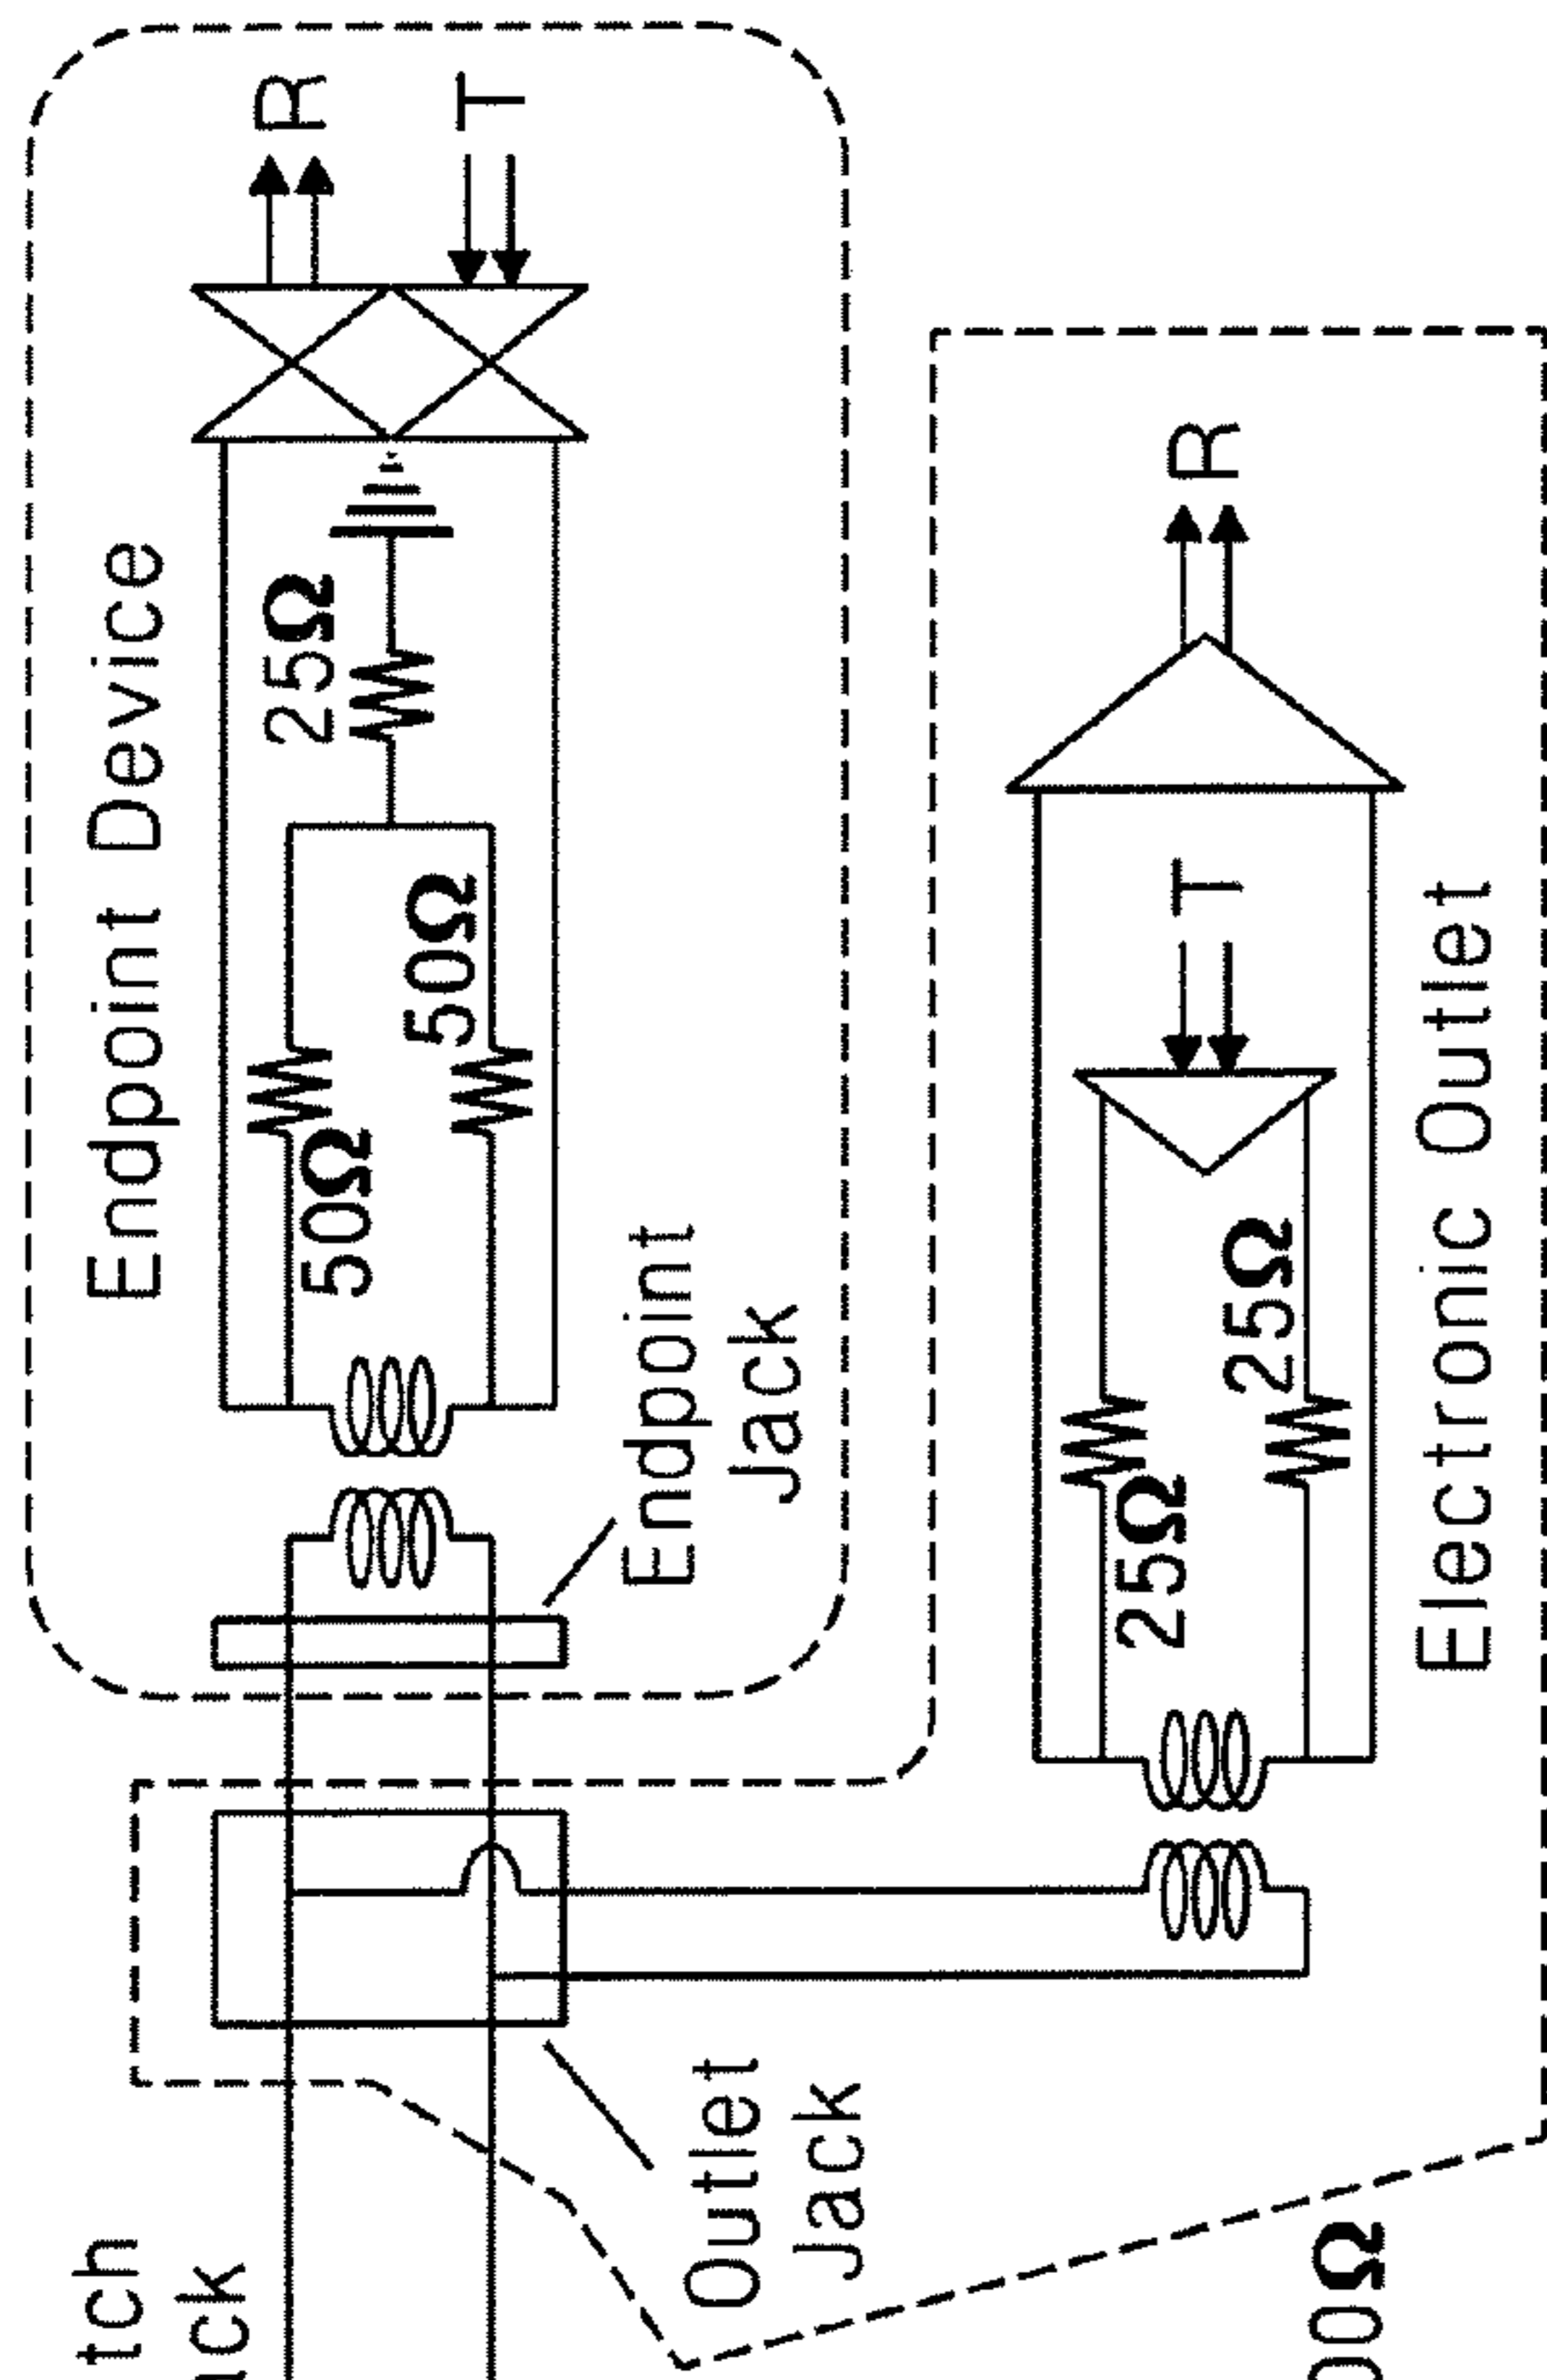 Endpoint Device
R
T
25Ω
50Ω
50Ω
Endpoint
Jack
R
T
25Ω
25Ω
Electronic Outlet
Outlet
Jack